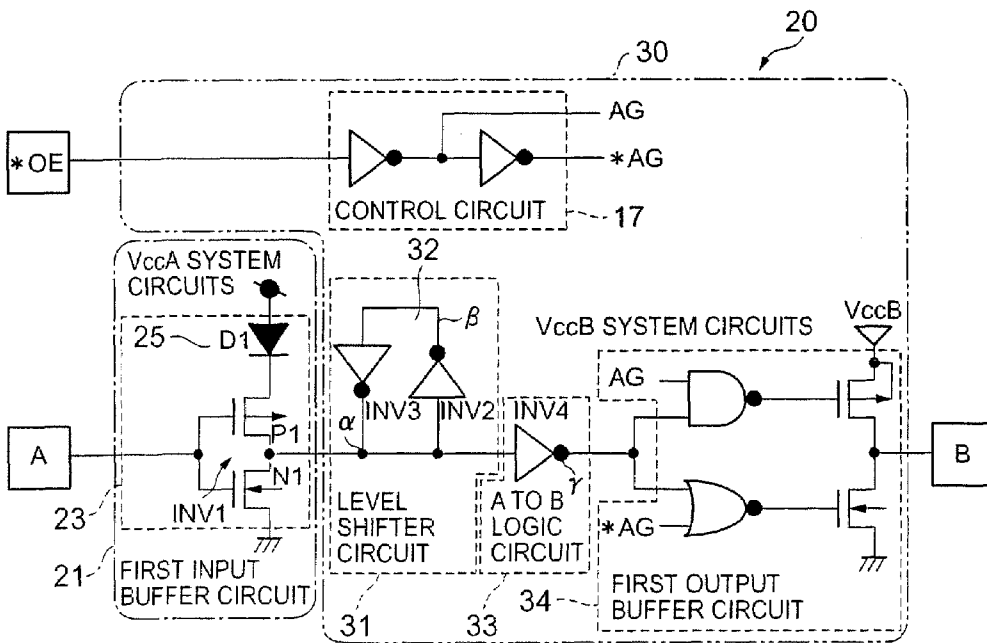 20
30
AG
*OE
*AG
CONTROL CIRCUIT
17
VccA SYSTEM
CIRCUITS
32
β
25
D1
VccB SYSTEM CIRCUITS
VccB
AG
INV3
INV2
INV4
α
P1
A
N1
γ
B
23
INV1
LEVEL
SHIFTER
CIRCUIT
A TO B
LOGIC
CIRCUIT
*AG
21
FIRST INPUT
BUFFER CIRCUIT
31
33
34
FIRST OUTPUT
BUFFER CIRCUIT